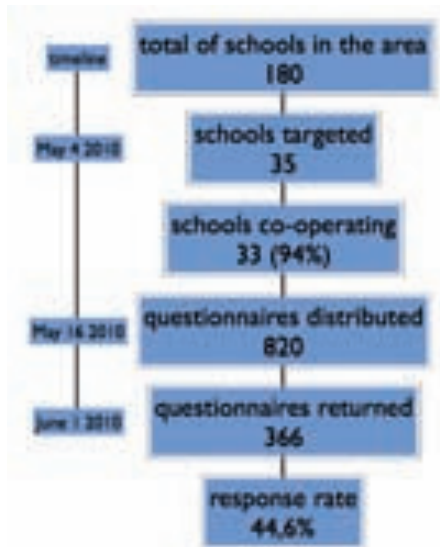 timeline
total of schools in the area
180
May 4 2010
schools targeted
35
schools co-operating
33 (94%)
May 16 2010
questionnaires distributed
820
June 1 2010
questionnaires returned
366
response rate
44,6%